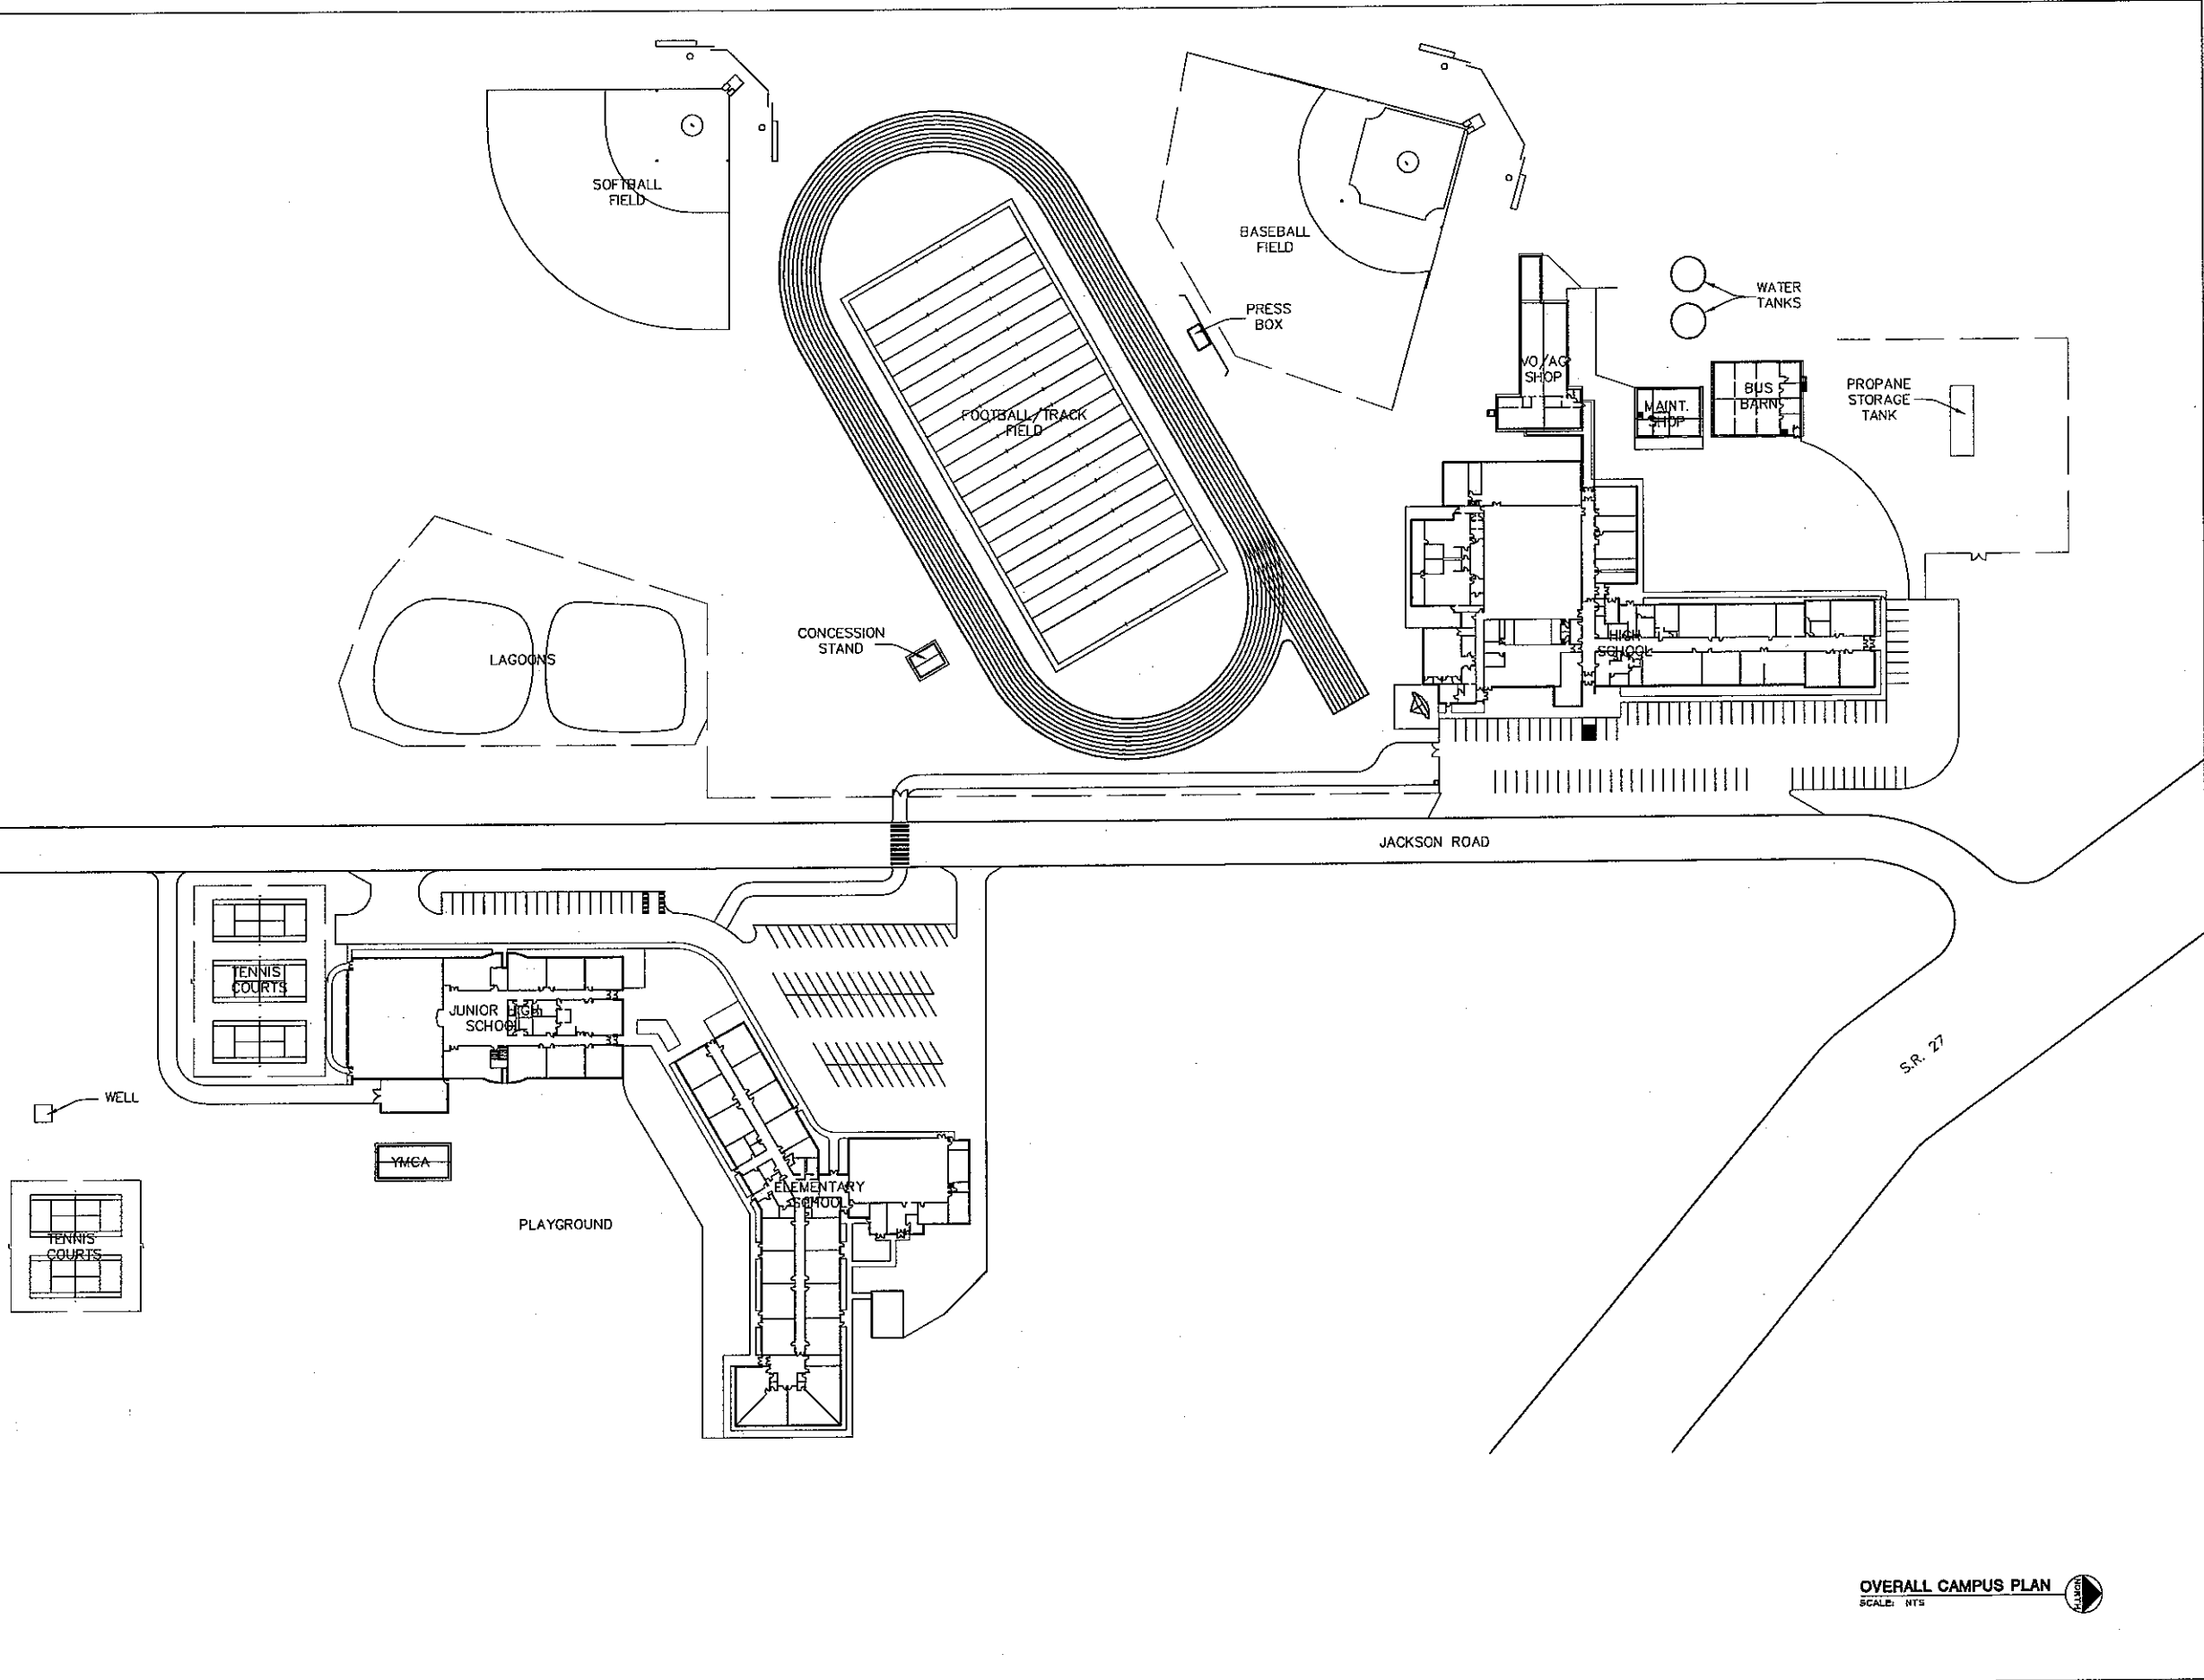 SOFTBALL
FIELD
BASEBALL
FIELD
PRESS
BOX
WATER
TANKS
VO/AG
SHOP
MAINT.
SHOP
BUS
BARN
PROPANE
STORAGE
TANK
FOOTBALL/TRACK
FIELD
CONCESSION
STAND
LAGOONS
HIGH
SCHOOL
JACKSON ROAD
TENNIS
COURTS
JUNIOR HIGH
SCHOOL
S.R. 27
WELL
YMCA
ELEMENTARY
SCHOOL
PLAYGROUND
TENNIS
COURTS
OVERALL CAMPUS PLAN
SCALE: NTS
NORTH